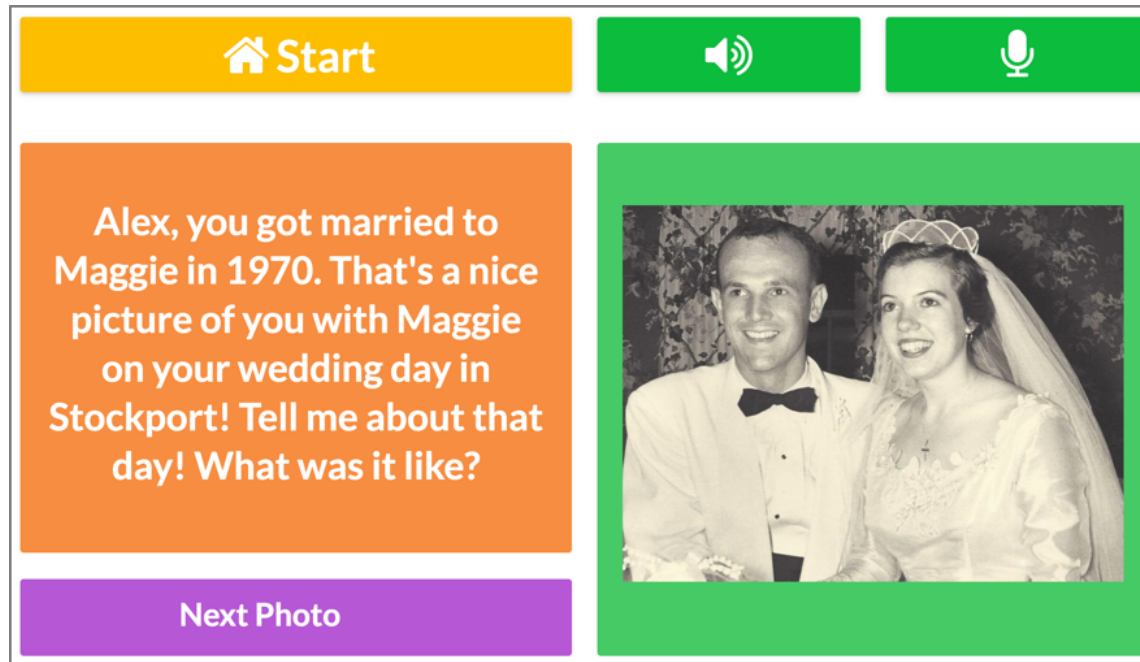 Start
Alex, you got married to
Maggie in 1970. That's a nice
picture of you with Maggie
on your wedding day in
Stockport! Tell me about that
day! What was it like?
Next Photo